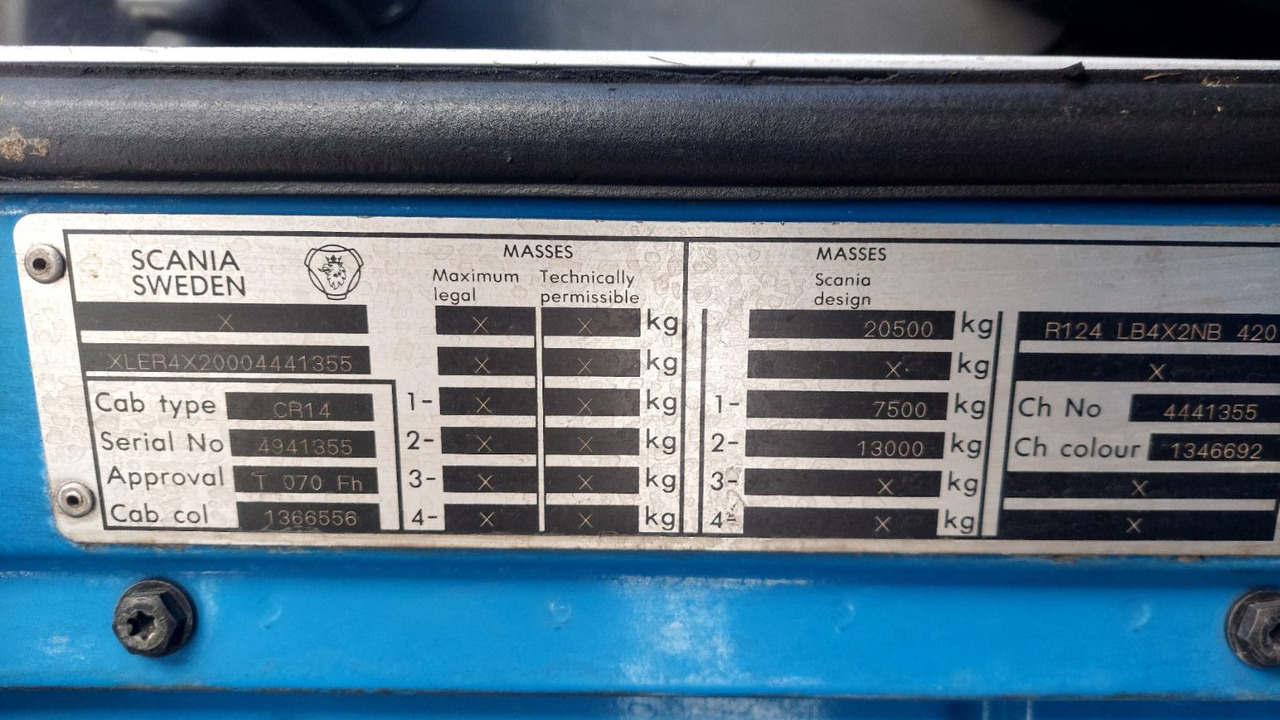 SCANIA
SWEDEN
X
XLER4X20004441355
Cab type CR14
Serial No 4941355
Approval T 070 Fh
Cab col 1366556
MASSES
Maximum legal Technically permissible
X X kg
X X kg
1- X X kg
2- X X kg
3- X X kg
4- X X kg
MASSES
Scania
design
20500 kg
X kg
1- 7500 kg
2- 13000 kg
3- X kg
4- X kg
R124 LB4X2NB 420
X
Ch No 4441355
Ch colour 1346692
X
X